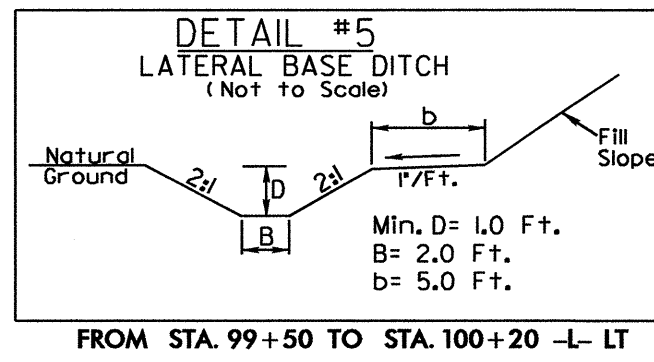 DETAIL #5
LATERAL BASE DITCH
(Not to Scale)
b
Natural
Ground
2:1
D
2:1
1"/Ft.
Fill
Slope
B
Min. D= 1.0 Ft.
B= 2.0 Ft.
b= 5.0 Ft.
FROM STA. 99+50 TO STA. 100+20 -L- LT